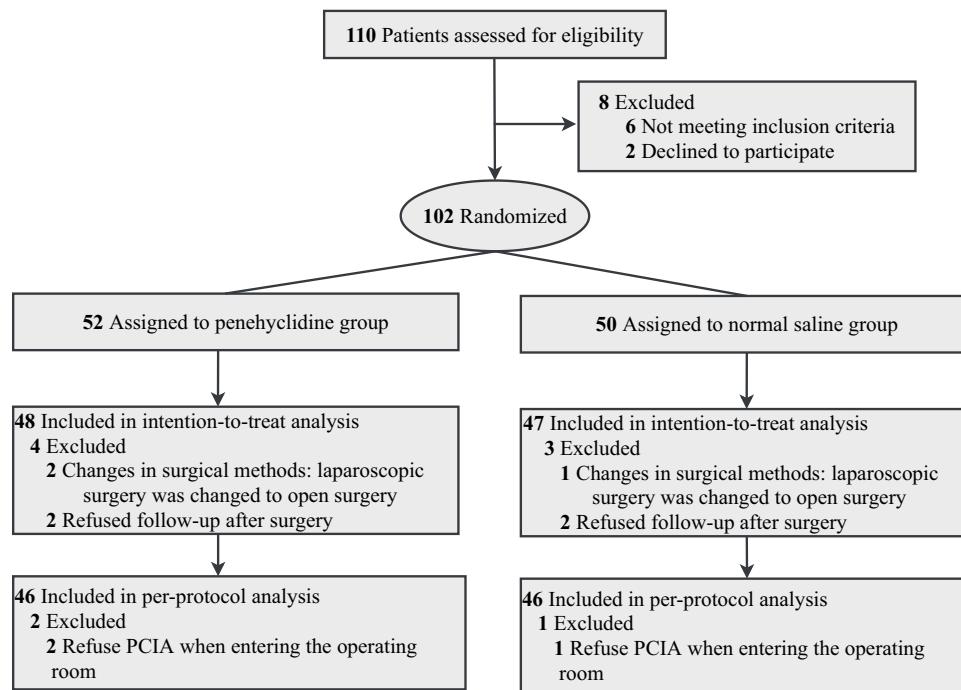 110 Patients assessed for eligibility
8 Excluded
6 Not meeting inclusion criteria
2 Declined to participate
102 Randomized
52 Assigned to penehyclidine group
50 Assigned to normal saline group
48 Included in intention-to-treat analysis
4 Excluded
2 Changes in surgical methods: laparoscopic
surgery was changed to open surgery
2 Refused follow-up after surgery
47 Included in intention-to-treat analysis
3 Excluded
1 Changes in surgical methods: laparoscopic
surgery was changed to open surgery
2 Refused follow-up after surgery
46 Included in per-protocol analysis
2 Excluded
2 Refuse PCIA when entering the operating
room
46 Included in per-protocol analysis
1 Excluded
1 Refuse PCIA when entering the operating
room